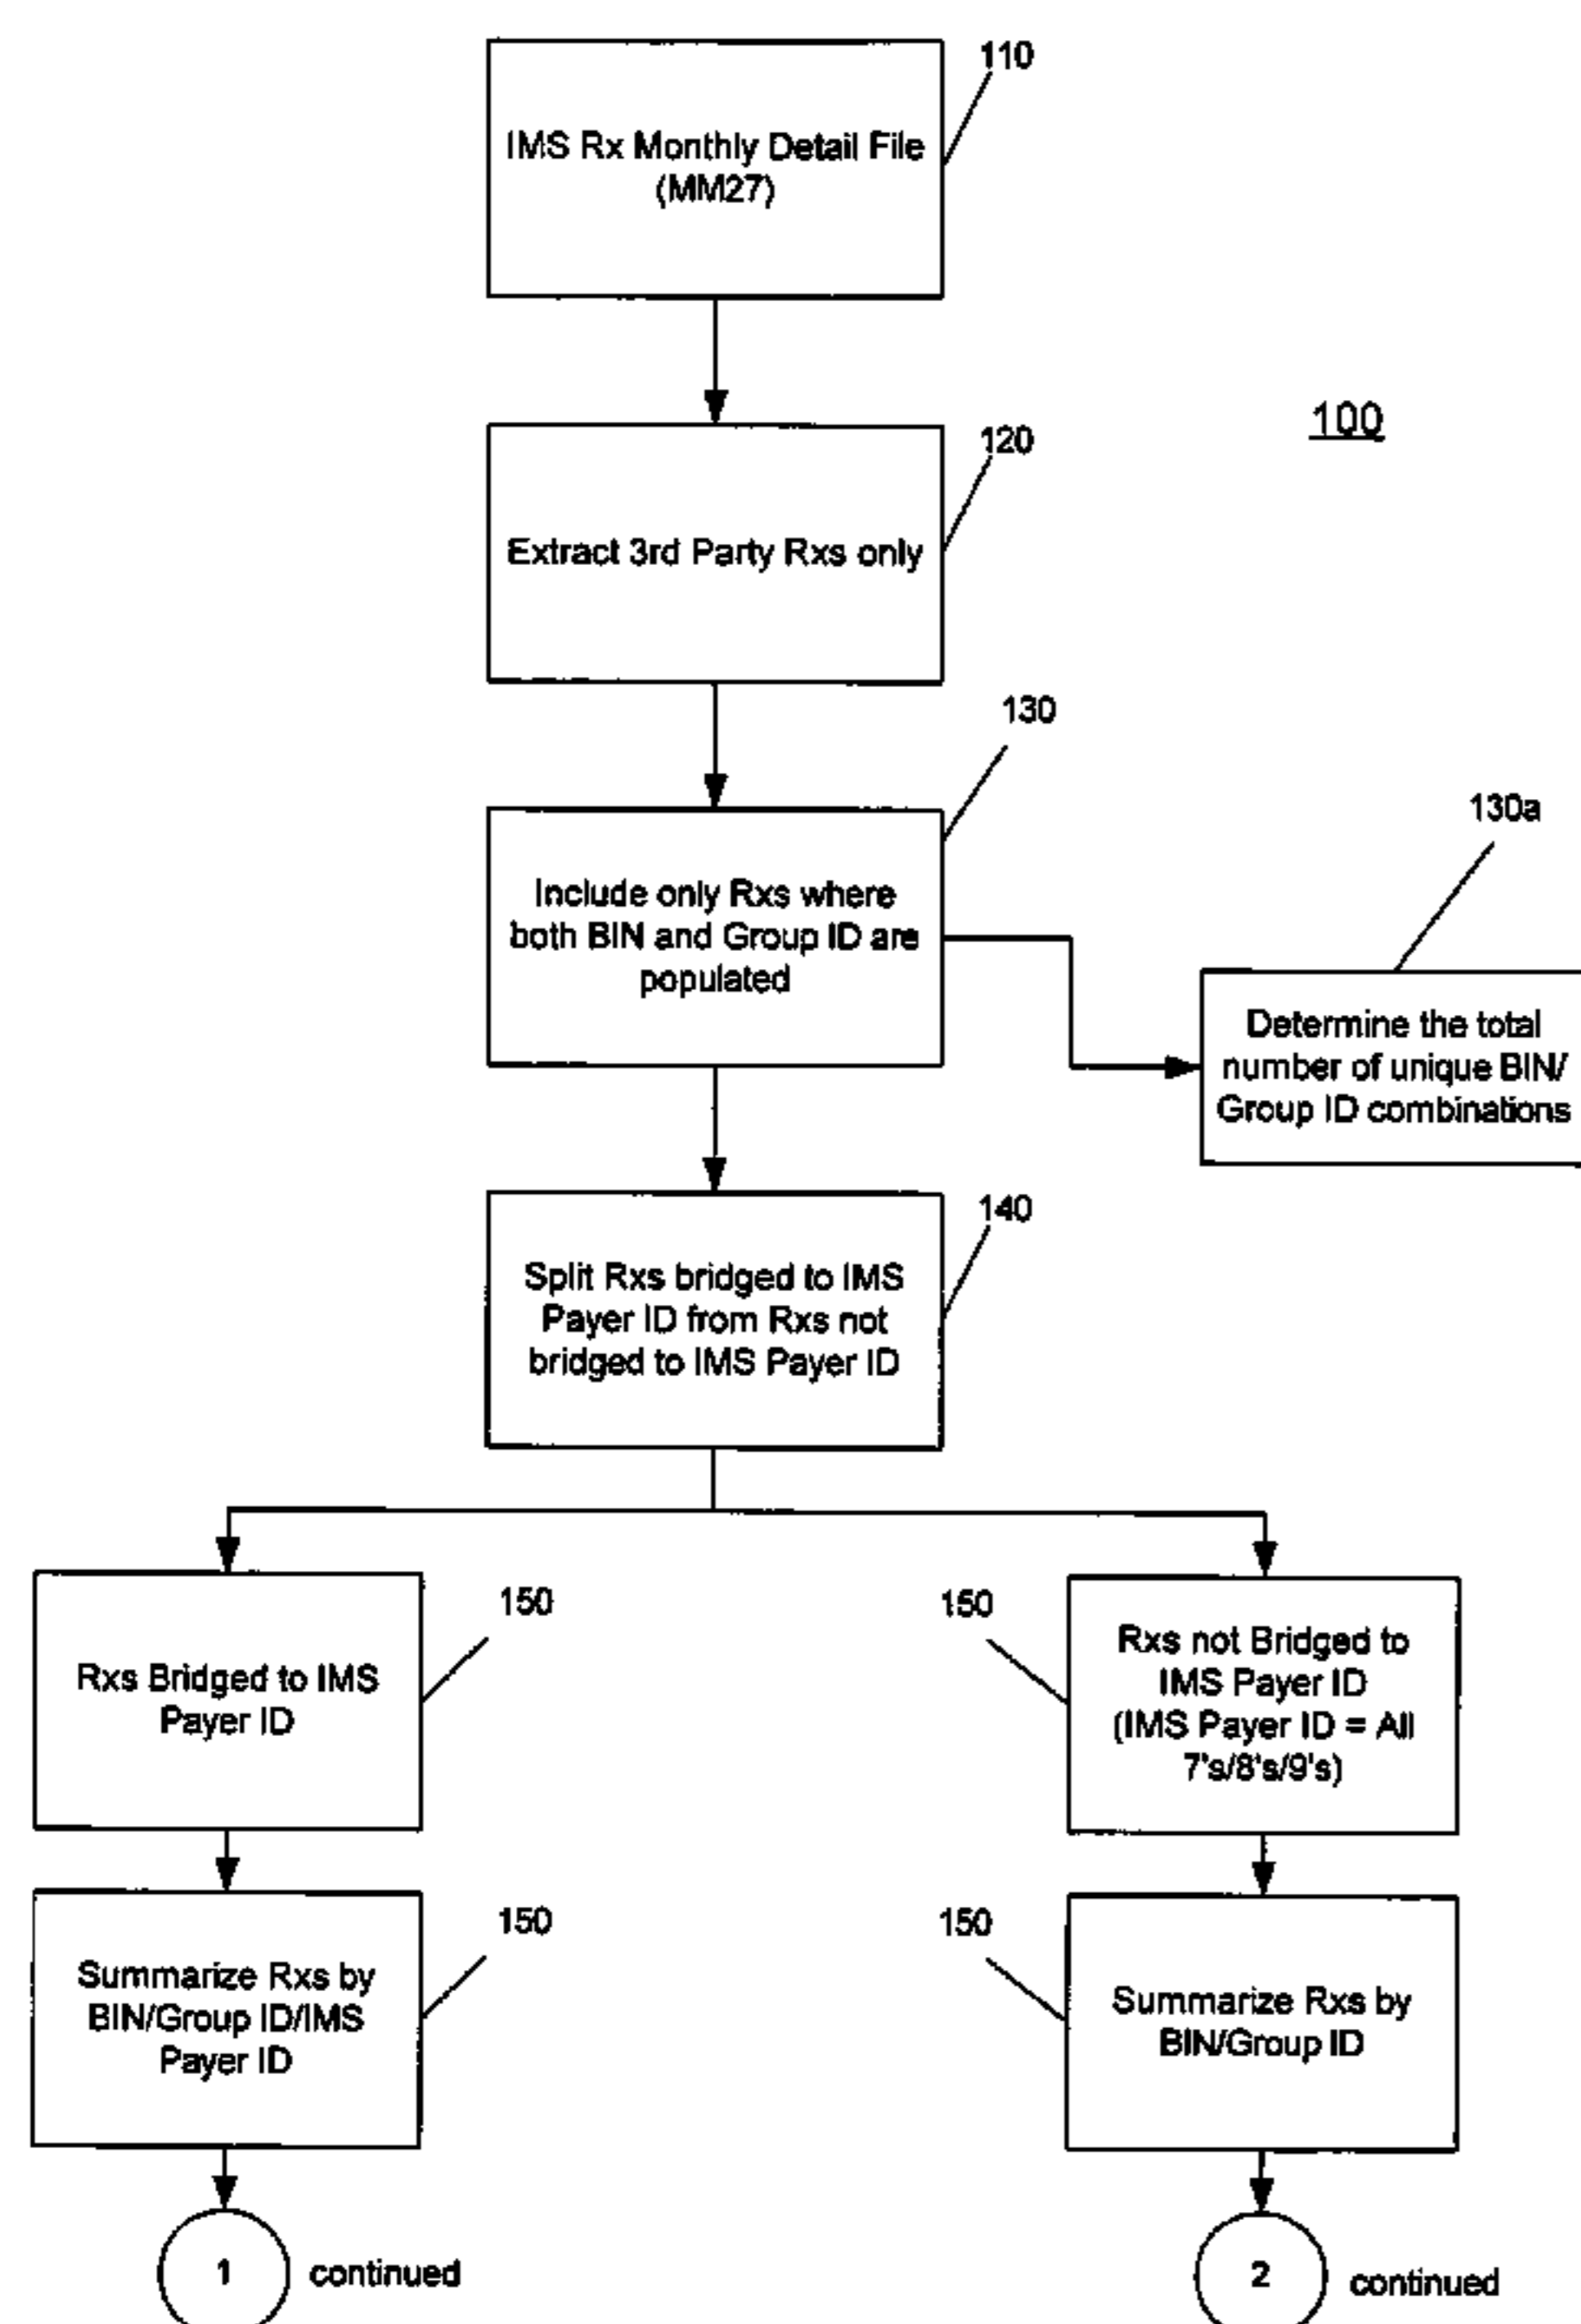 110
IMS Rx Monthly Detail File
(MM27)
100
120
Extract 3rd Party Rxs only
130
130a
Include only Rxs where
both BIN and Group ID are
populated
Determine the total
number of unique BIN/
Group ID combinations
140
Split Rxs bridged to IMS
Payer ID from Rxs not
bridged to IMS Payer ID
150
Rxs Bridged to IMS
Payer ID
150
Rxs not Bridged to
IMS Payer ID
(IMS Payer ID = All
7's/8's/9's)
150
Summarize Rxs by
BIN/Group ID/IMS
Payer ID
150
Summarize Rxs by
BIN/Group ID
1 continued
2 continued